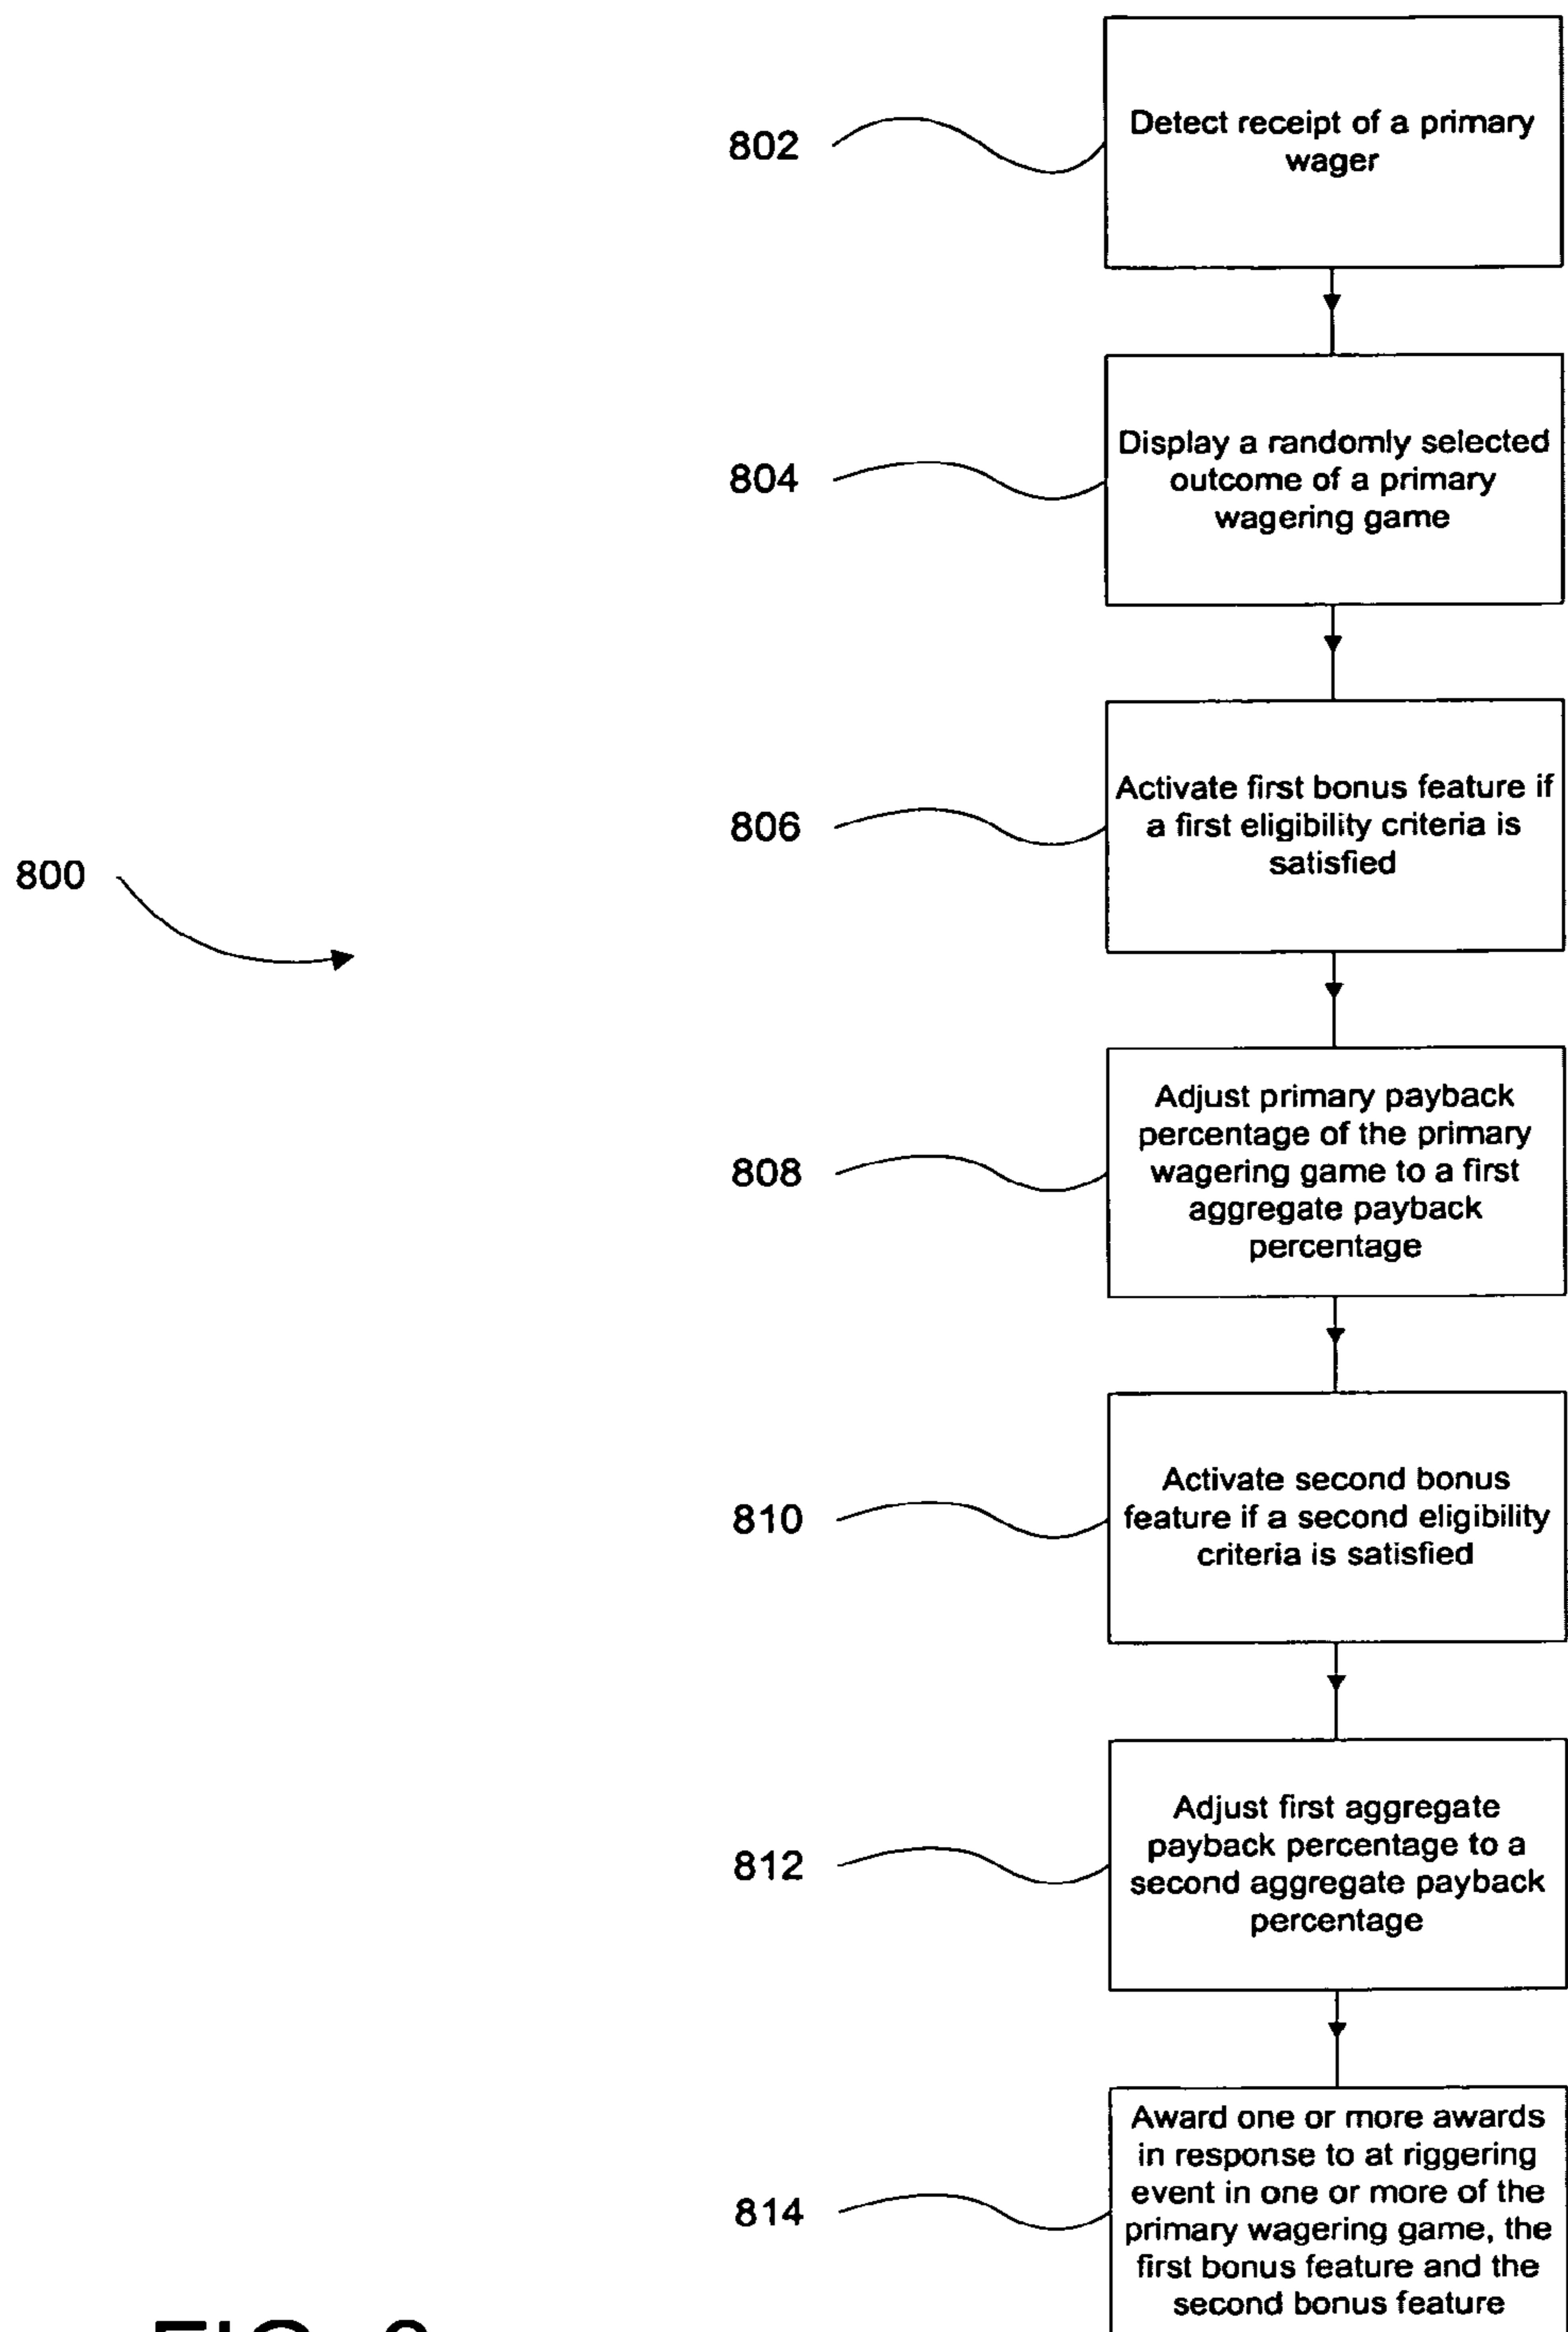 802
Detect receipt of a primary
wager
804
Display a randomly selected
outcome of a primary
wagering game
806
Activate first bonus feature if
a first eligibility criteria is
satisfied
800
808
Adjust primary payback
percentage of the primary
wagering game to a first
aggregate payback
percentage
810
Activate second bonus
feature if a second eligibility
criteria is satisfied
812
Adjust first aggregate
payback percentage to a
second aggregate payback
percentage
814
Award one or more awards
in response to at riggering
event in one or more of the
primary wagering game, the
first bonus feature and the
second bonus feature